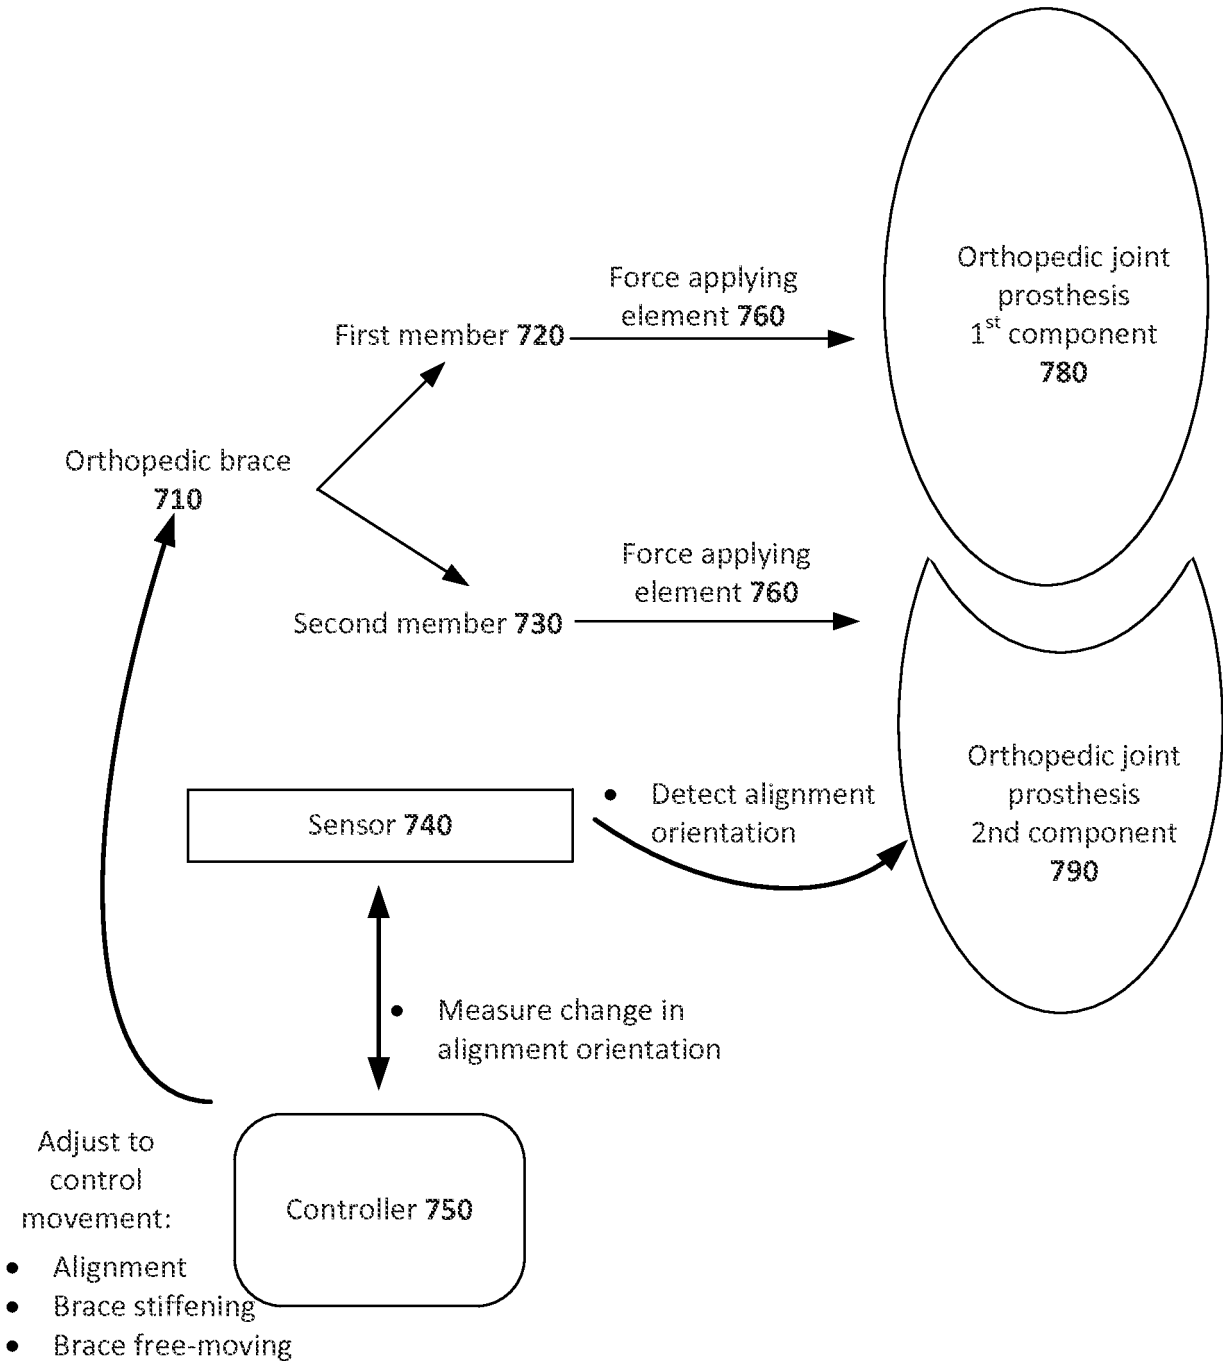 Orthopedic joint
prosthesis
1st component
780
Force applying
element 760
First member 720
Orthopedic brace
710
Force applying
element 760
Second member 730
Orthopedic joint
prosthesis
2nd component
790
Sensor 740
• Detect alignment
orientation
• Measure change in
alignment orientation
Controller 750
Adjust to
control
movement:
• Alignment
• Brace stiffening
• Brace free-moving